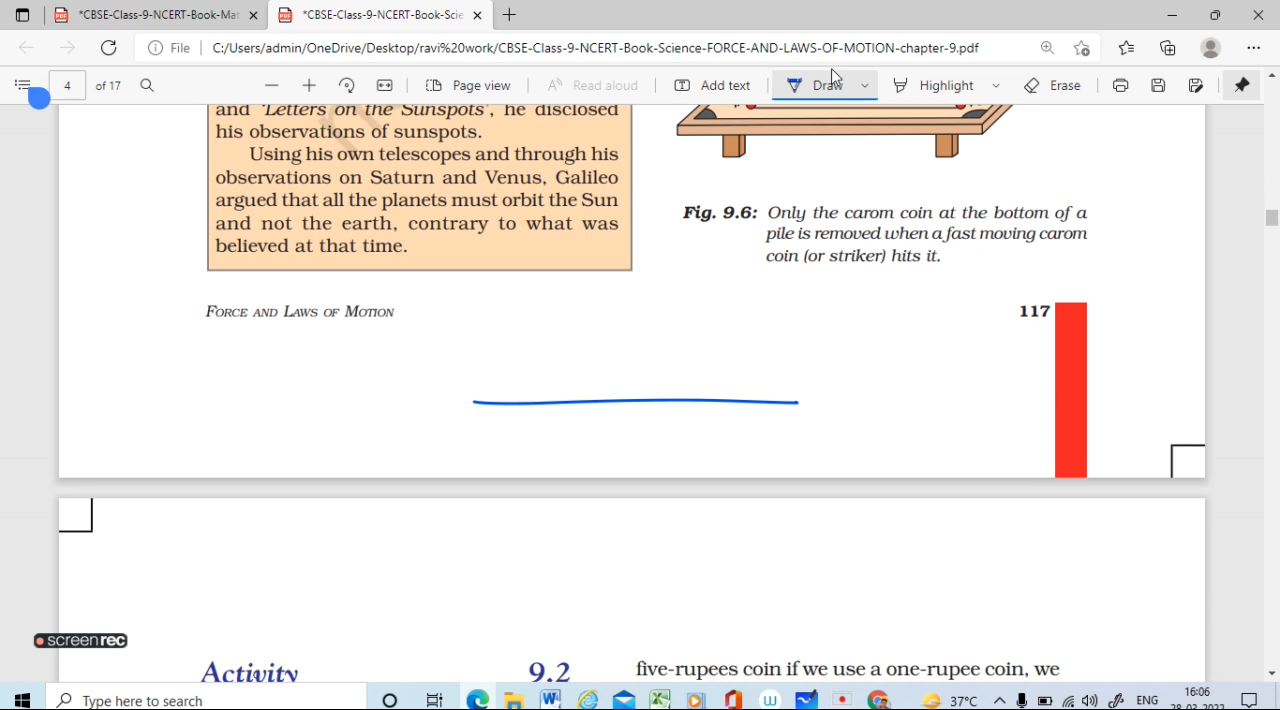 *CBSE-Class-9-NCERT-Book-Mat
*CBSE-Class-9-NCERT-Book-Scie
File
C:/Users/admin/OneDrive/Desktop/ravi%20work/CBSE-Class-9-NCERT-Book-Science-FORCE-AND-LAWS-OF-MOTION-chapter-9.pdf
4 of 17
Page view
Read aloud
Add text
Draw
Highlight
Erase
and 'Letters on the Sunspots', he disclosed
his observations of sunspots.
Using his own telescopes and through his
observations on Saturn and Venus, Galileo
argued that all the planets must orbit the Sun
and not the earth, contrary to what was
believed at that time.
Fig. 9.6: Only the carom coin at the bottom of a
pile is removed when a fast moving carom
coin (or striker) hits it.
FORCE AND LAWS OF MOTION
117
Activity 9.2
five-rupees coin if we use a one-rupee coin, we
screenrec
Type here to search
37°C
ENG
16:06
28-03-2022